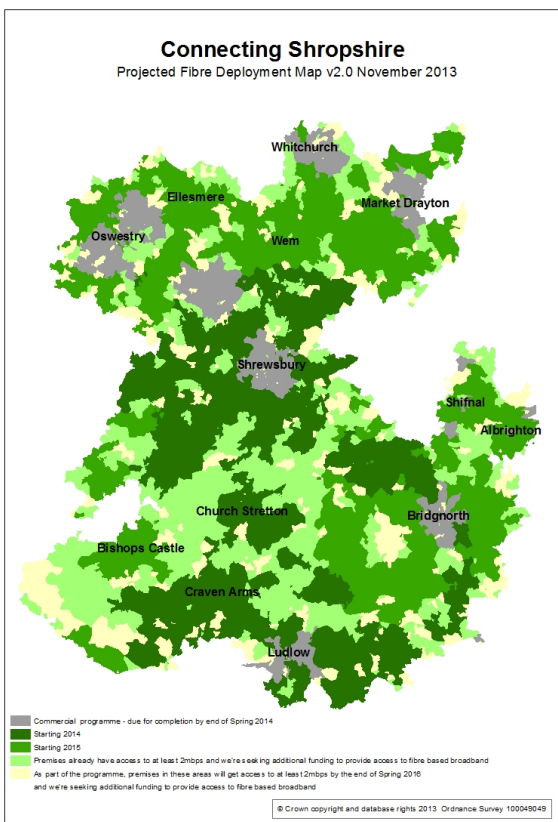 Connecting Shropshire
Projected Fibre Deployment Map v2.0 November 2013
Whitchurch
Ellesmere
Market Drayton
Oswestry
Wem
Shrewsbury
Shifnal
Albrighton
Church Stretton
Bridgnorth
Bishops Castle
Craven Arms
Ludlow
Commercial programme - due for completion by end of Spring 2014
Starting 2014
Starting 2015
Premises already have access to at least 2mbps and we're seeking additional funding to provide access to fibre based broadband
As part of the programme, premises in these areas will get access to at least 2mbps by the end of Spring 2016
and we're seeking additional funding to provide access to fibre based broadband
© Crown copyright and database rights 2013 Ordnance Survey 100049049